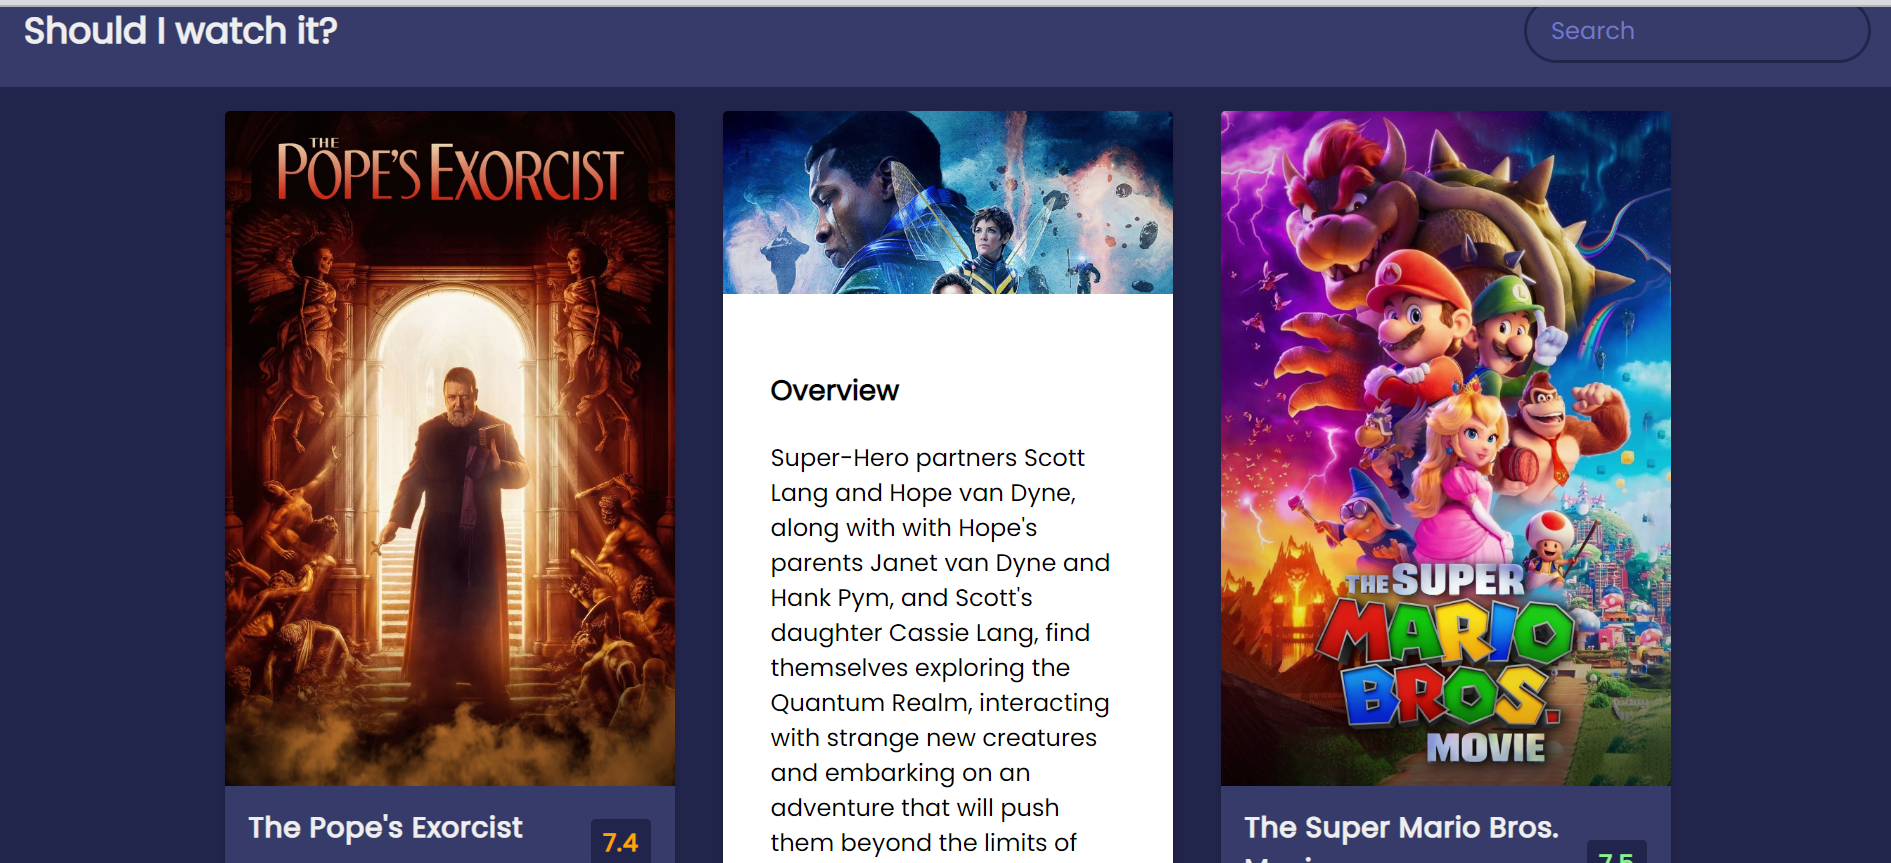 Should I watch it?
Search
THE
POPE'S EXORCIST
The Pope's Exorcist
7.4
Overview
Super-Hero partners Scott
Lang and Hope van Dyne,
along with with Hope's
parents Janet van Dyne and
Hank Pym, and Scott's
daughter Cassie Lang, find
themselves exploring the
Quantum Realm, interacting
with strange new creatures
and embarking on an
adventure that will push
them beyond the limits of
THE SUPER
MARIO
BROS.
MOVIE
The Super Mario Bros.
Movie
7.5